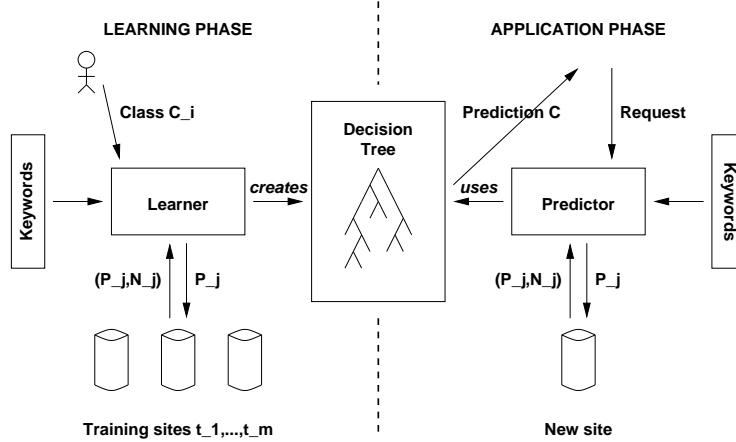 LEARNING PHASE
APPLICATION PHASE
Class C_i
Decision
Tree
Prediction C
Request
Keywords
Learner
creates
uses
Predictor
Keywords
(P_j,N_j)
P_j
(P_j,N_j)
P_j
Training sites t_1,...,t_m
New site